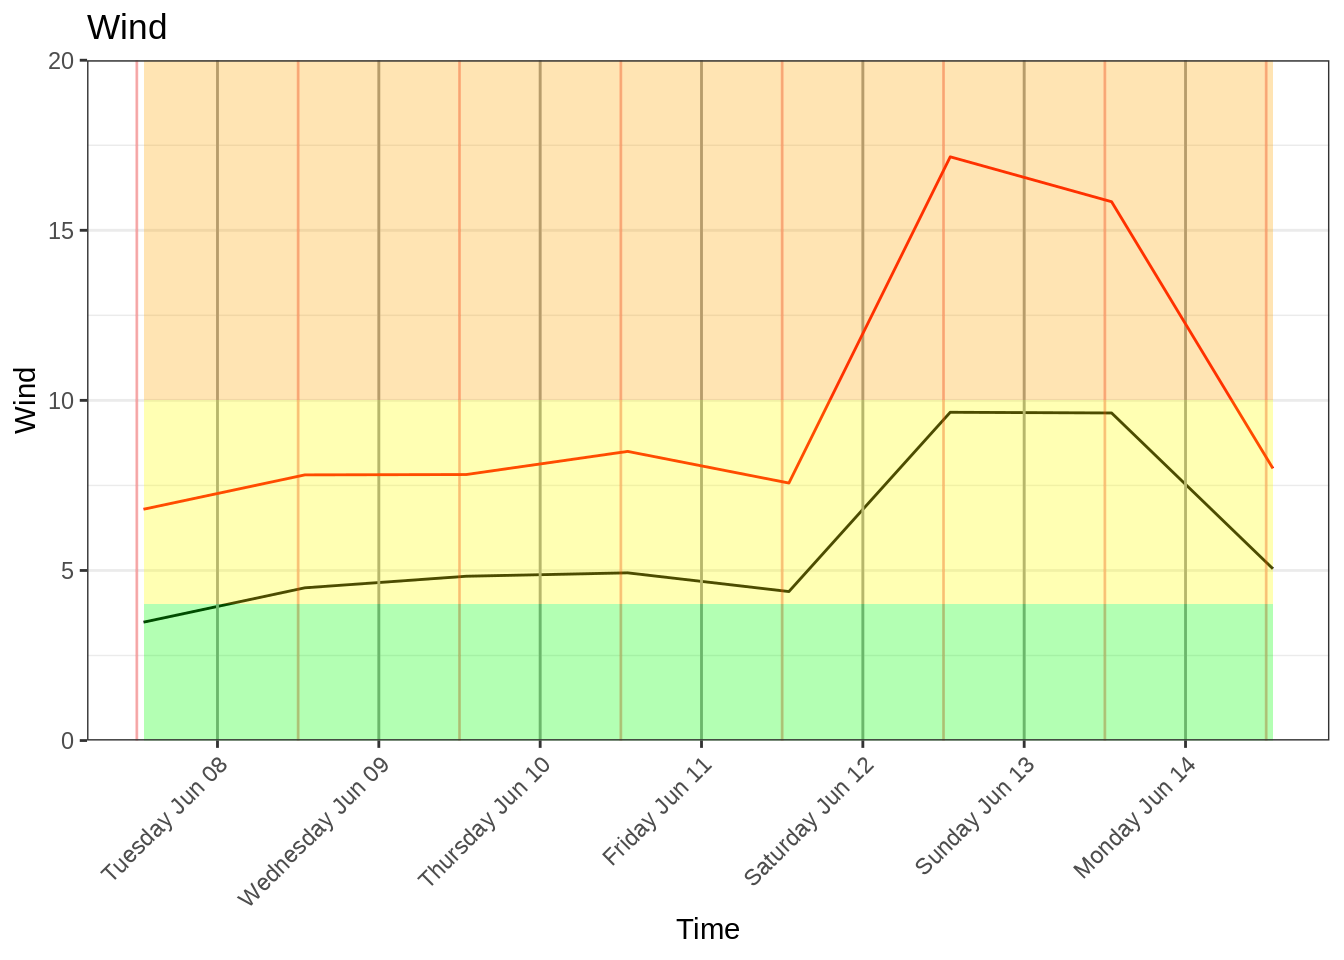 Wind
20
15
10
5
0
Wind
Tuesday Jun 08
Wednesday Jun 09
Thursday Jun 10
Friday Jun 11
Saturday Jun 12
Sunday Jun 13
Monday Jun 14
Time